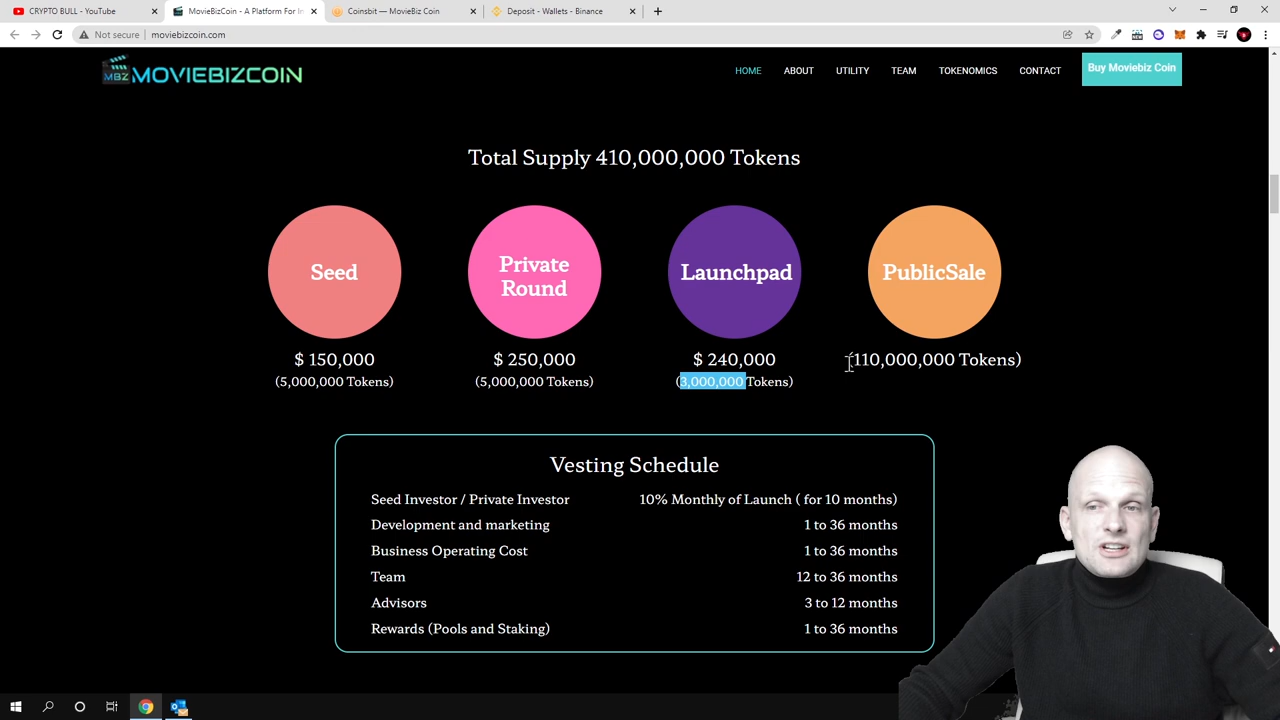 CRYPTO BULL - YouTube
MovieBizCoin - A Platform For In
Coinsbit — MovieBiz Coin
Deposit - Wallets - Binance
Not secure
moviebizcoin.com
MBZ MOVIEBIZCOIN
HOME
ABOUT
UTILITY
TEAM
TOKENOMICS
CONTACT
Buy Moviebiz Coin
Total Supply 410,000,000 Tokens
Seed
Private
Round
Launchpad
PublicSale
$ 150,000
$ 250,000
$ 240,000
(110,000,000 Tokens)
(5,000,000 Tokens)
(5,000,000 Tokens)
(3,000,000 Tokens)
Vesting Schedule
Seed Investor / Private Investor 10% Monthly of Launch ( for 10 months)
Development and marketing 1 to 36 months
Business Operating Cost 1 to 36 months
Team 12 to 36 months
Advisors 3 to 12 months
Rewards (Pools and Staking) 1 to 36 months